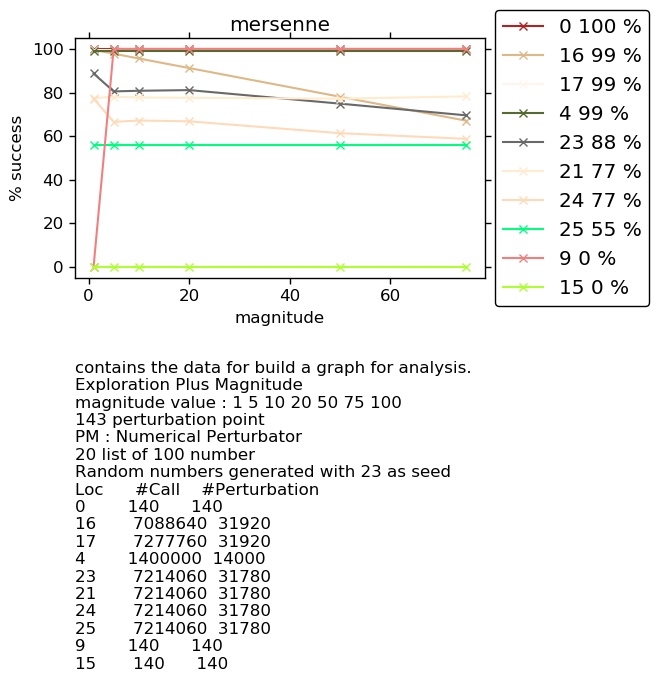 mersenne
100
80
60
40
20
0
% success
0 20 40 60
magnitude
0 100 %
16 99 %
17 99 %
4 99 %
23 88 %
21 77 %
24 77 %
25 55 %
9 0 %
15 0 %
contains the data for build a graph for analysis.
Exploration Plus Magnitude
magnitude value : 1 5 10 20 50 75 100
143 perturbation point
PM : Numerical Perturbator
20 list of 100 number
Random numbers generated with 23 as seed
Loc #Call #Perturbation
0 140 140
16 7088640 31920
17 7277760 31920
4 1400000 14000
23 7214060 31780
21 7214060 31780
24 7214060 31780
25 7214060 31780
9 140 140
15 140 140